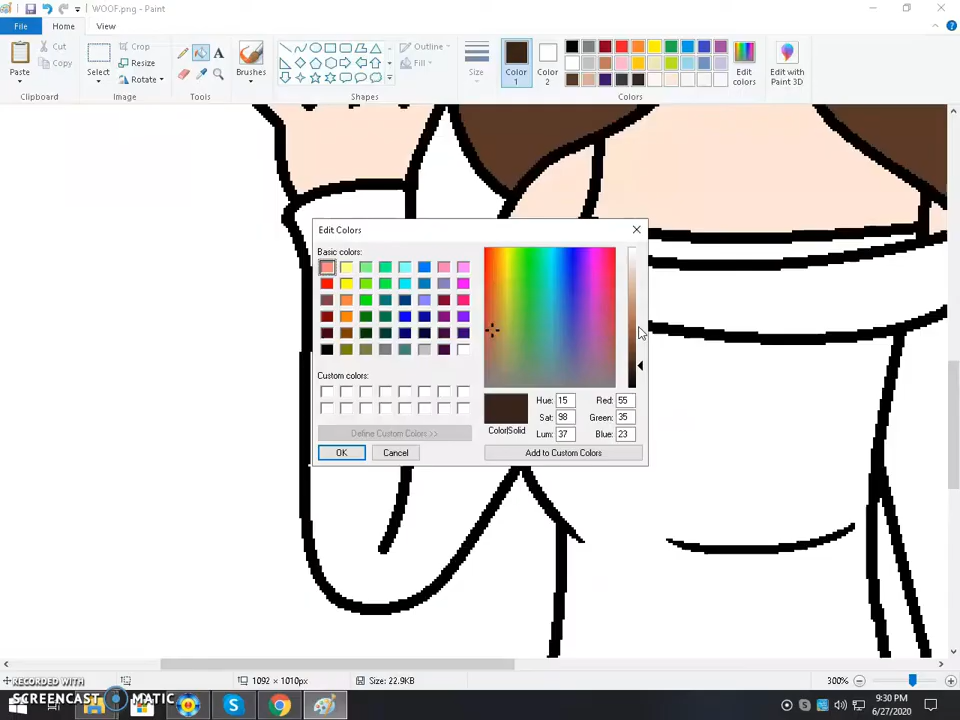 WOOF.png - Paint
File
Home
View
Paste
Cut
Copy
Clipboard
Select
Crop
Resize
Rotate
Image
A
Tools
Brushes
Outline
Fill
Shapes
Size
Color
1
Color
2
Edit
colors
Colors
Edit with
Paint 3D
Edit Colors
Basic colors:
Custom colors:
Define Custom Colors >>
OK
Cancel
Color|Solid
Hue: 15
Sat: 98
Lum: 37
Red: 55
Green: 35
Blue: 23
Add to Custom Colors
1092 × 1010px
Size: 22.9KB
300%
RECORDED WITH
SCREENCAST MATIC
9:30 PM
6/27/2020